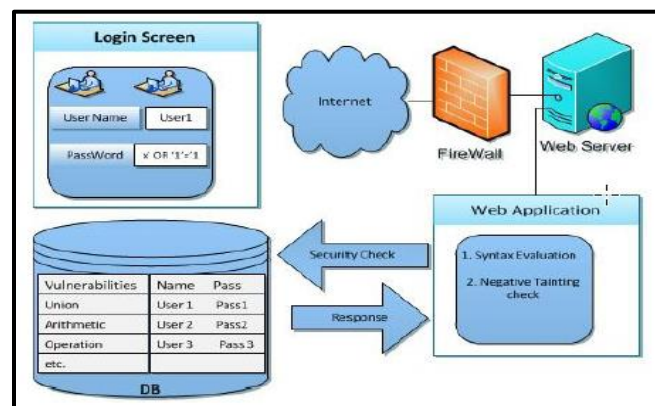 Login Screen
User Name
User1
PassWord
x' OR '1'='1
Internet
FireWall
Web Server
Web Application
1. Syntax Evaluation
2. Negative Tainting
check
Security Check
Response
Vulnerabilities Name Pass
Union User 1 Pass1
Arithmetic User 2 Pass2
Operation User 3 Pass 3
etc.
DB